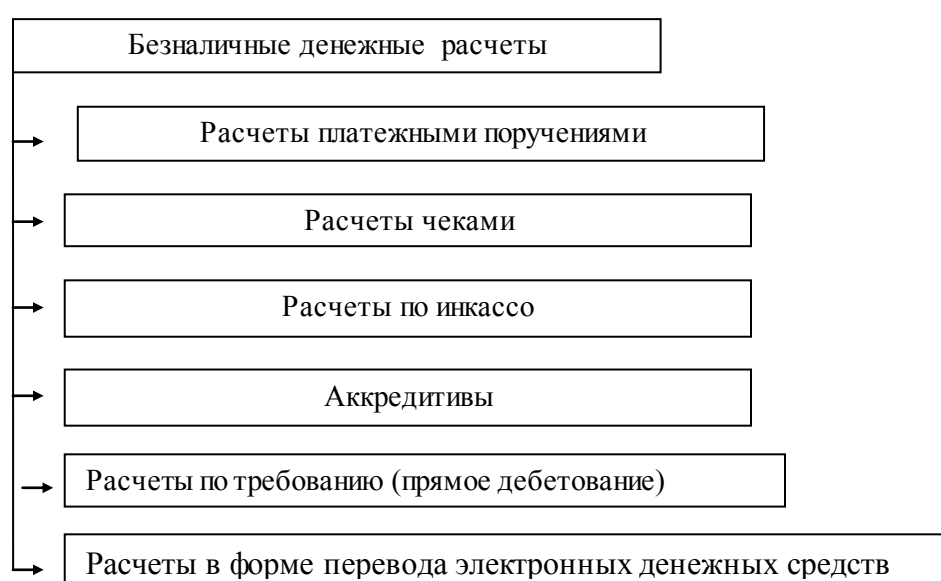 Безналичные денежные расчеты
Расчеты платежными поручениями
Расчеты чеками
Расчеты по инкассо
Аккредитивы
Расчеты по требованию (прямое дебетование)
Расчеты в форме перевода электронных денежных средств